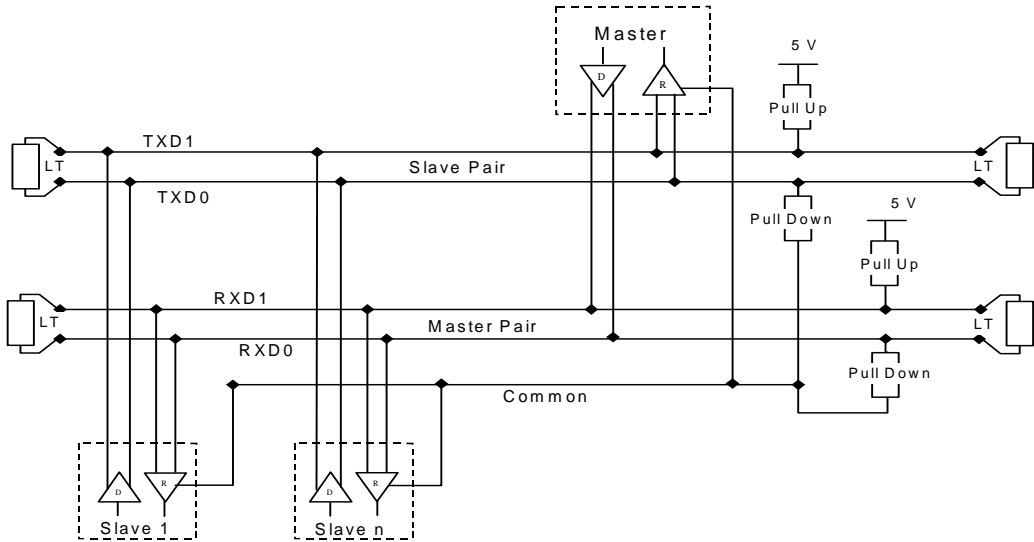 Master
5 V
D
R
Pull Up
TXD1
LT
Slave Pair
LT
TXD0
5 V
Pull Down
Pull Up
RXD1
LT
Master Pair
LT
RXD0
Pull Down
Common
D
R
D
R
Slave 1
Slave n